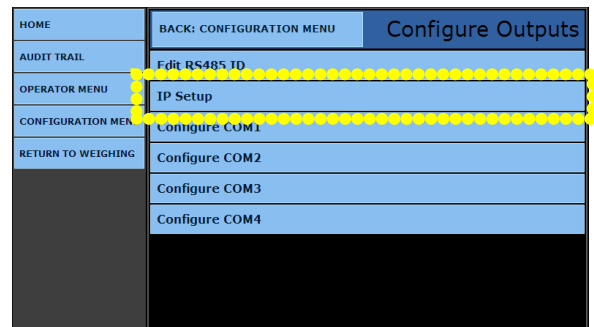 HOME
AUDIT TRAIL
OPERATOR MENU
CONFIGURATION MEN
RETURN TO WEIGHING
BACK: CONFIGURATION MENU
Configure Outputs
Edit RS485 ID
IP Setup
Configure COM1
Configure COM2
Configure COM3
Configure COM4